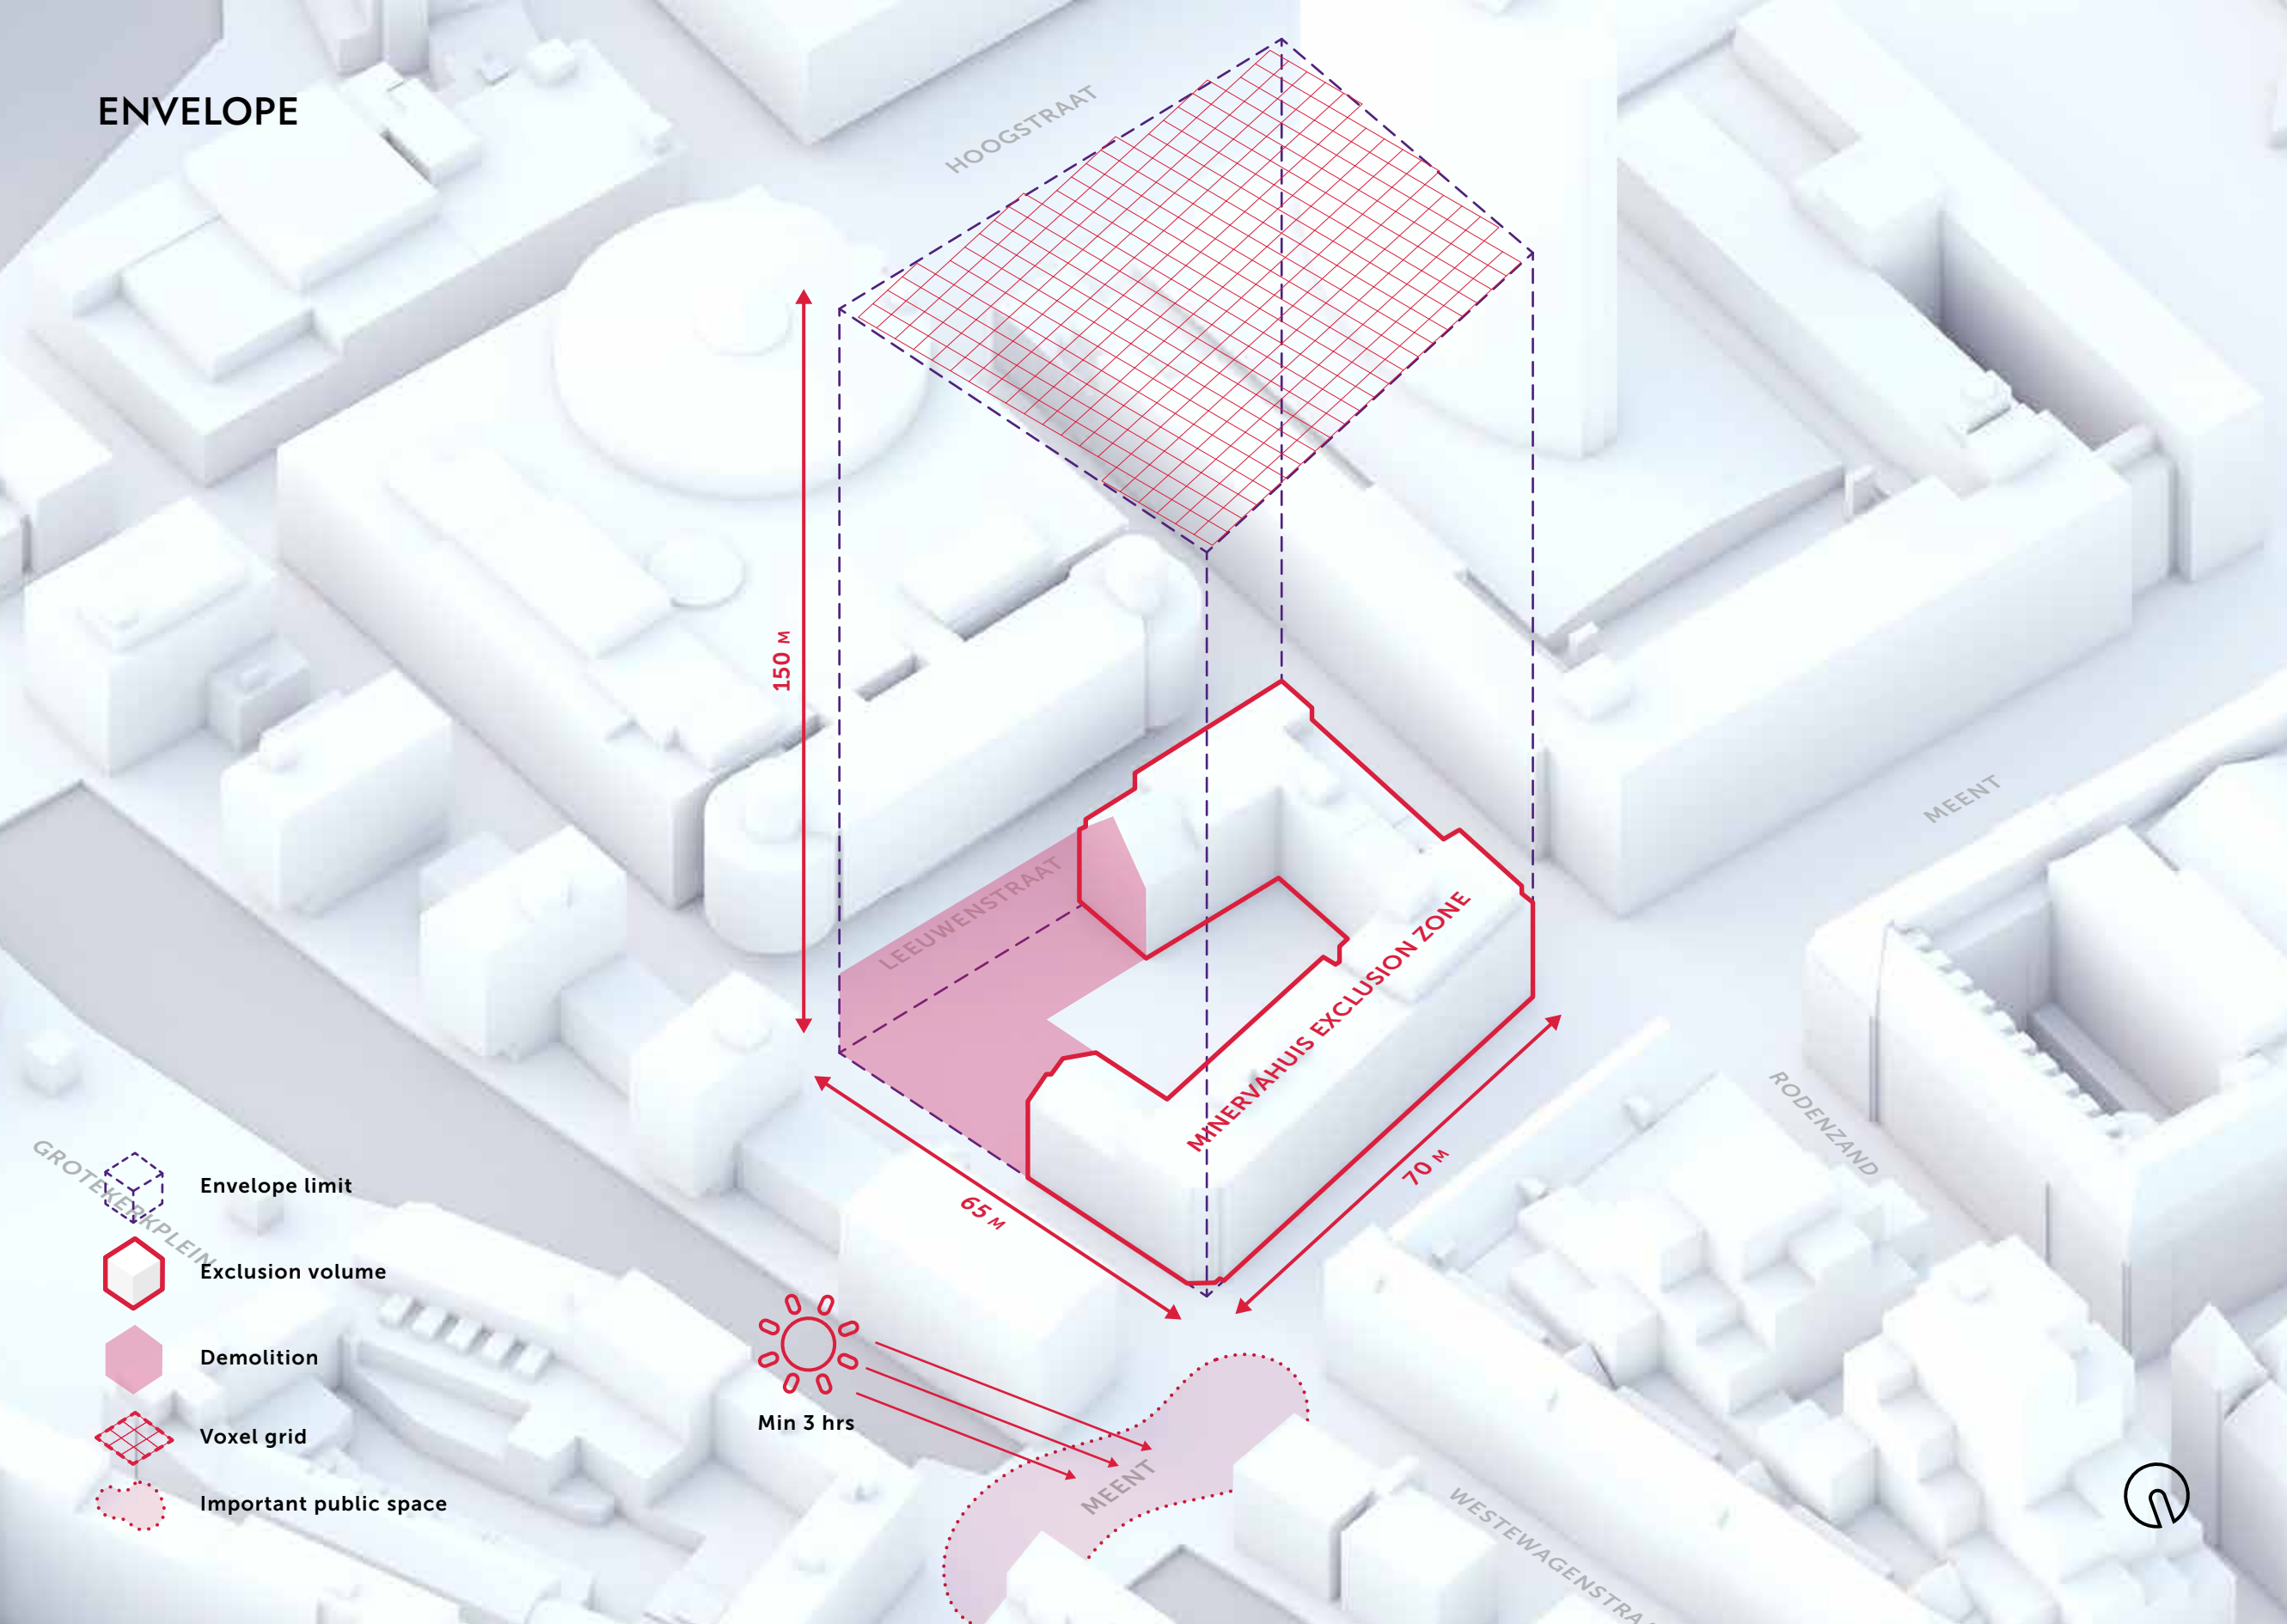 ENVELOPE
HOOGSTRAAT
150 M
MEENT
LEEUWENSTRAAT
MINERVAHUIS EXCLUSION ZONE
RODENZAND
70 M
65 M
GROTEKERKPLEIN
Envelope limit
Exclusion volume
Demolition
Voxel grid
Important public space
Min 3 hrs
MEENT